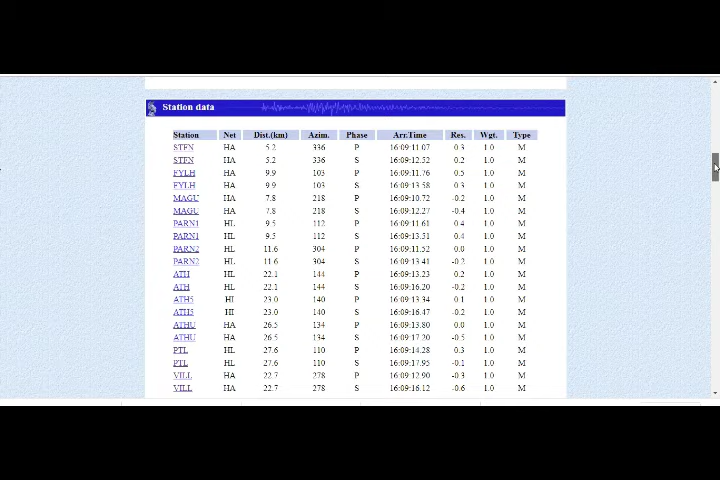 Station data
Station Net Dist.(km) Azim. Phase Arr.Time Res. Wgt. Type
STFN HA 5.2 336 P 16:09:11.07 0.3 1.0 M
STFN HA 5.2 336 S 16:09:12.52 0.2 1.0 M
FYLH HA 9.9 103 P 16:09:11.76 0.5 1.0 M
FYLH HA 9.9 103 S 16:09:13.58 0.3 1.0 M
MAGU HA 7.8 218 P 16:09:10.72 -0.2 1.0 M
MAGU HA 7.8 218 S 16:09:12.27 -0.4 1.0 M
PARN1 HL 9.5 112 P 16:09:11.61 0.4 1.0 M
PARN1 HL 9.5 112 S 16:09:13.51 0.4 1.0 M
PARN2 HL 11.6 304 P 16:09:11.52 0.0 1.0 M
PARN2 HL 11.6 304 S 16:09:13.41 -0.2 1.0 M
ATH HL 22.1 144 P 16:09:13.23 0.2 1.0 M
ATH HL 22.1 144 S 16:09:16.20 -0.2 1.0 M
ATH5 HI 23.0 140 P 16:09:13.34 0.1 1.0 M
ATH5 HI 23.0 140 S 16:09:16.47 -0.2 1.0 M
ATHU HA 26.5 134 P 16:09:13.80 0.0 1.0 M
ATHU HA 26.5 134 S 16:09:17.20 -0.5 1.0 M
PTL HL 27.6 110 P 16:09:14.28 0.3 1.0 M
PTL HL 27.6 110 S 16:09:17.95 -0.1 1.0 M
VILL HA 22.7 278 P 16:09:12.90 -0.3 1.0 M
VILL HA 22.7 278 S 16:09:16.12 -0.6 1.0 M